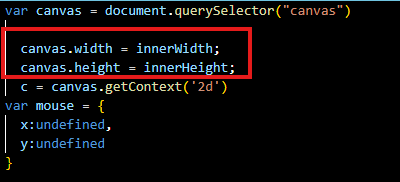 var canvas = document.querySelector("canvas")
canvas.width = innerWidth;
canvas.height = innerHeight;
c = canvas.getContext('2d')
var mouse = {
x:undefined,
y:undefined
}